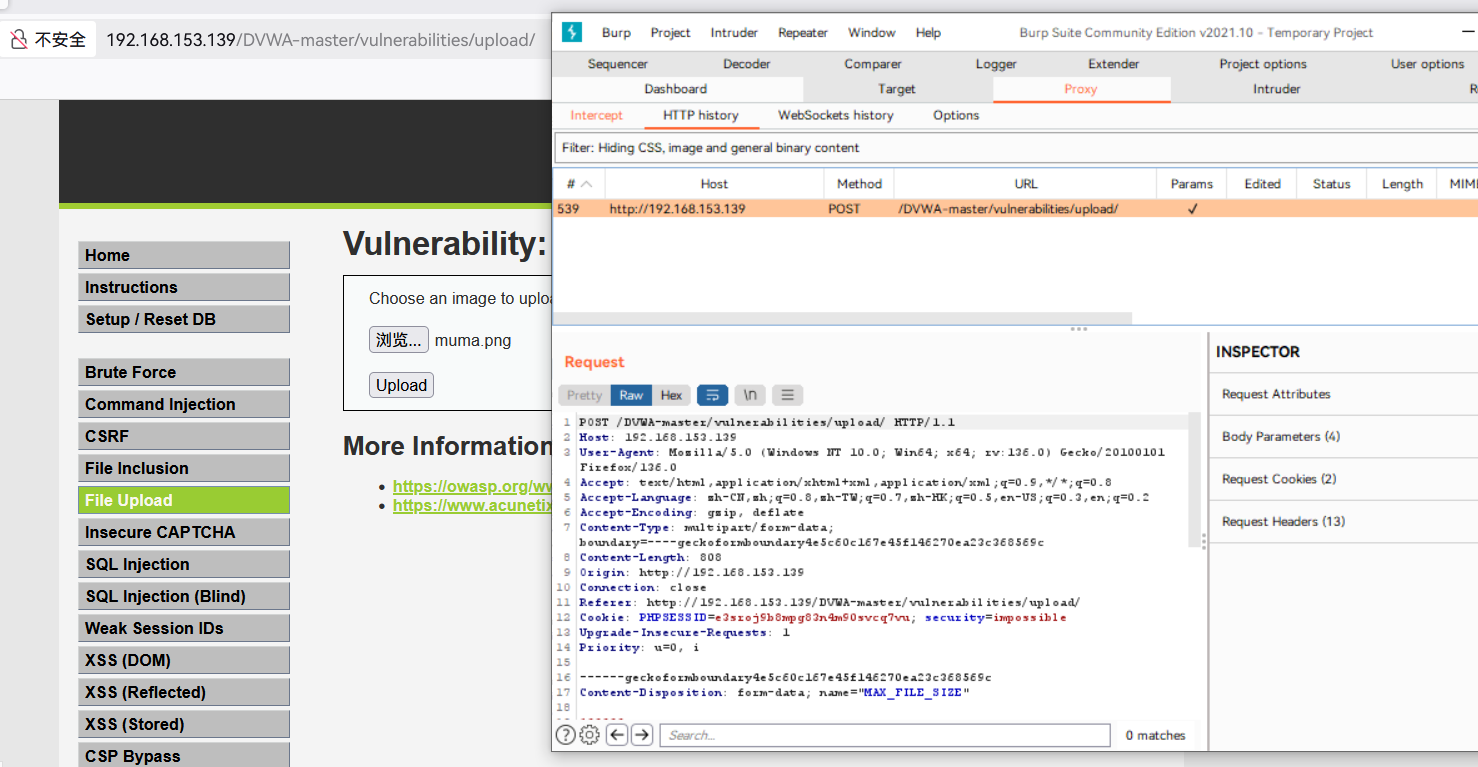 不安全 192.168.153.139/DVWA-master/vulnerabilities/upload/
Home
Instructions
Setup / Reset DB
Brute Force
Command Injection
CSRF
File Inclusion
File Upload
Insecure CAPTCHA
SQL Injection
SQL Injection (Blind)
Weak Session IDs
XSS (DOM)
XSS (Reflected)
XSS (Stored)
CSP Bypass
Vulnerability:
Choose an image to uploa
浏览... muma.png
Upload
More Information
https://owasp.org/ww
https://www.acunetix
Burp Project Intruder Repeater Window Help Burp Suite Community Edition v2021.10 - Temporary Project
Sequencer Decoder Comparer Logger Extender Project options User options
Dashboard Target Proxy Intruder R
Intercept HTTP history WebSockets history Options
Filter: Hiding CSS, image and general binary content
# Host Method URL Params Edited Status Length MIM
539 http://192.168.153.139 POST /DVWA-master/vulnerabilities/upload/ ✓
Request
Pretty Raw Hex \n
1 POST /DVWA-master/vulnerabilities/upload/ HTTP/1.1
2 Host: 192.168.153.139
3 User-Agent: Mozilla/5.0 (Windows NT 10.0; Win64; x64; rv:136.0) Gecko/20100101
Firefox/136.0
4 Accept: text/html,application/xhtml+xml,application/xml;q=0.9,*/*;q=0.8
5 Accept-Language: zh-CN,zh;q=0.8,zh-TW;q=0.7,zh-HK;q=0.5,en-US;q=0.3,en;q=0.2
6 Accept-Encoding: gzip, deflate
7 Content-Type: multipart/form-data;
boundary=----geckoformboundary4e5c60c167e45f146270ea23c368569c
8 Content-Length: 808
9 Origin: http://192.168.153.139
10 Connection: close
11 Referer: http://192.168.153.139/DVWA-master/vulnerabilities/upload/
12 Cookie: PHPSESSID=e3sroj9b8mpg83n4m90svcq7vu; security=impossible
13 Upgrade-Insecure-Requests: 1
14 Priority: u=0, i
15
16 ------geckoformboundary4e5c60c167e45f146270ea23c368569c
17 Content-Disposition: form-data; name="MAX_FILE_SIZE"
18
Search...
0 matches
INSPECTOR
Request Attributes
Body Parameters (4)
Request Cookies (2)
Request Headers (13)